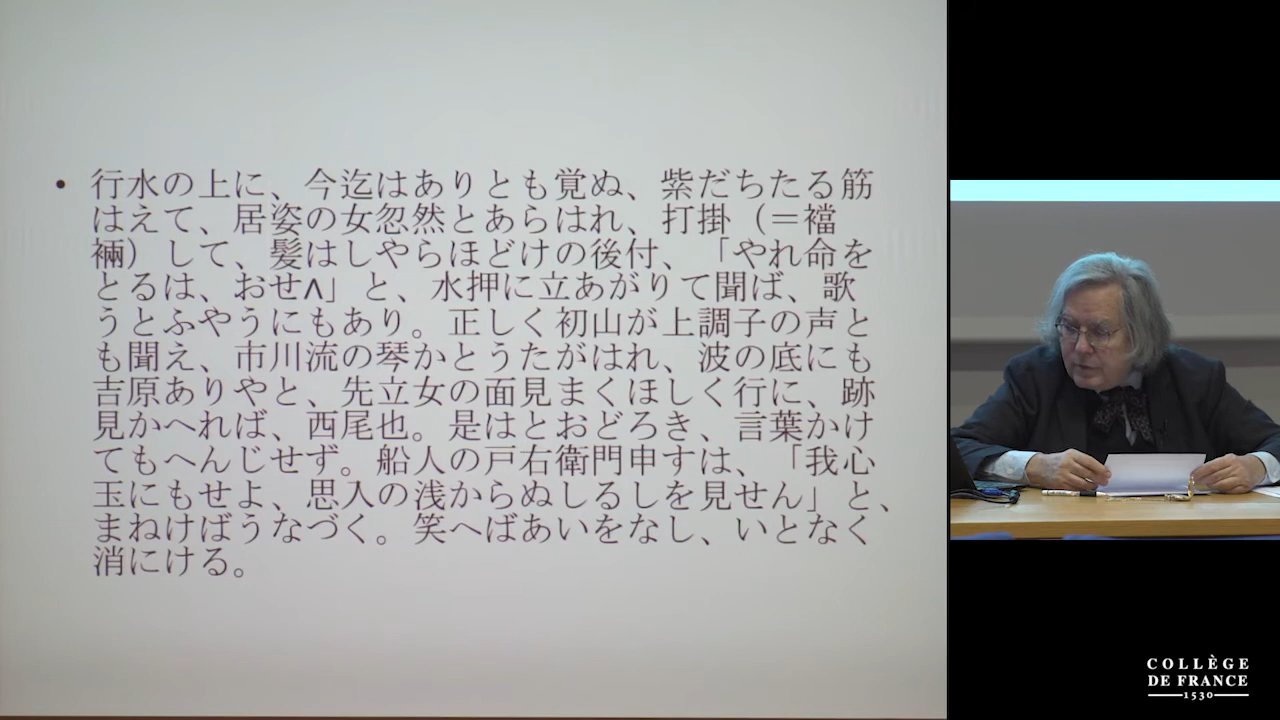 • 行水の上に、今迄はありとも覚ぬ、紫だちたる筋
はえて、居姿の女忽然とあらはれ、打掛（＝襠
裲）して、髪はしやらほどけの後付、「やれ命を
とるは、おせ∧」と、水押に立あがりて聞ば、歌
うとふやうにもあり。正しく初山が上調子の声と
も聞え、市川流の琴かとうたがはれ、波の底にも
吉原ありやと、先立女の面見まくほしく行に、跡
見かへれば、西尾也。是はとおどろき、言葉かけ
てもへんじせず。船人の戸右衛門申すは、「我心
玉にもせよ、思入の浅からぬしるしを見せん」と、
まねけばうなづく。笑へばあいをなし、いとなく
消にける。
COLLÈGE
DE FRANCE
1530